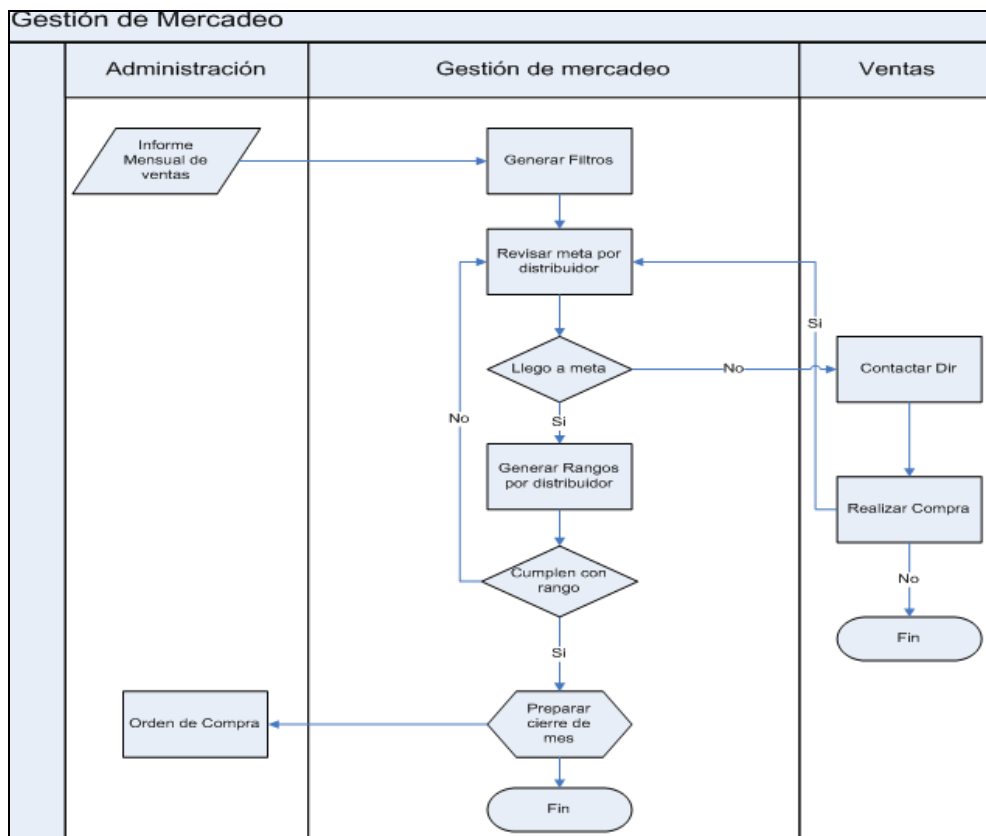 Gestión de Mercadeo
Administración
Gestión de mercadeo
Ventas
Informe
Mensual de
ventas
Generar Filtros
Revisar meta por
distribuidor
Si
Llego a meta
No
Contactar Dir
No
Si
Generar Rangos
por distribuidor
Realizar Compra
Cumplen con
rango
No
Fin
Si
Orden de Compra
Preparar
cierre de
mes
Fin